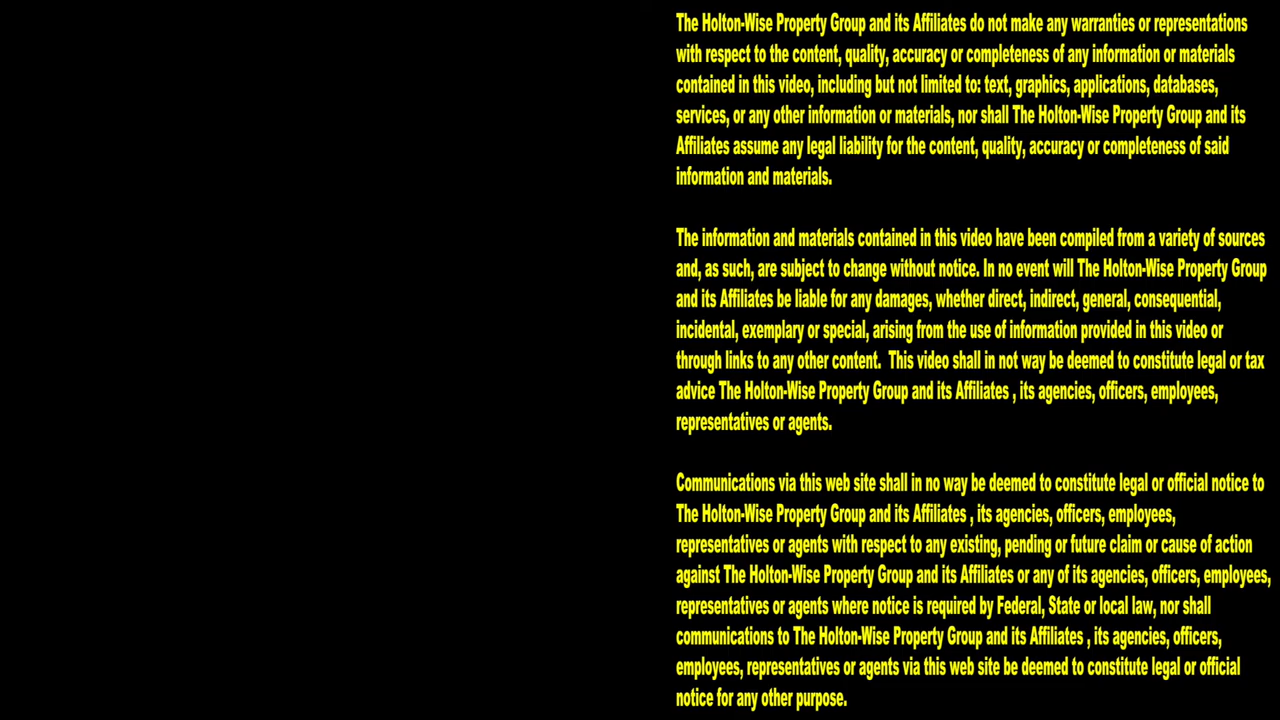 The Holton-Wise Property Group and its Affiliates do not make any warranties or representations
with respect to the content, quality, accuracy or completeness of any information or materials
contained in this video, including but not limited to: text, graphics, applications, databases,
services, or any other information or materials, nor shall The Holton-Wise Property Group and its
Affiliates assume any legal liability for the content, quality, accuracy or completeness of said
information and materials.
The information and materials contained in this video have been compiled from a variety of sources
and, as such, are subject to change without notice. In no event will The Holton-Wise Property Group
and its Affiliates be liable for any damages, whether direct, indirect, general, consequential,
incidental, exemplary or special, arising from the use of information provided in this video or
through links to any other content.  This video shall in not way be deemed to constitute legal or tax
advice The Holton-Wise Property Group and its Affiliates , its agencies, officers, employees,
representatives or agents.
Communications via this web site shall in no way be deemed to constitute legal or official notice to
The Holton-Wise Property Group and its Affiliates , its agencies, officers, employees,
representatives or agents with respect to any existing, pending or future claim or cause of action
against The Holton-Wise Property Group and its Affiliates or any of its agencies, officers, employees,
representatives or agents where notice is required by Federal, State or local law, nor shall
communications to The Holton-Wise Property Group and its Affiliates , its agencies, officers,
employees, representatives or agents via this web site be deemed to constitute legal or official
notice for any other purpose.